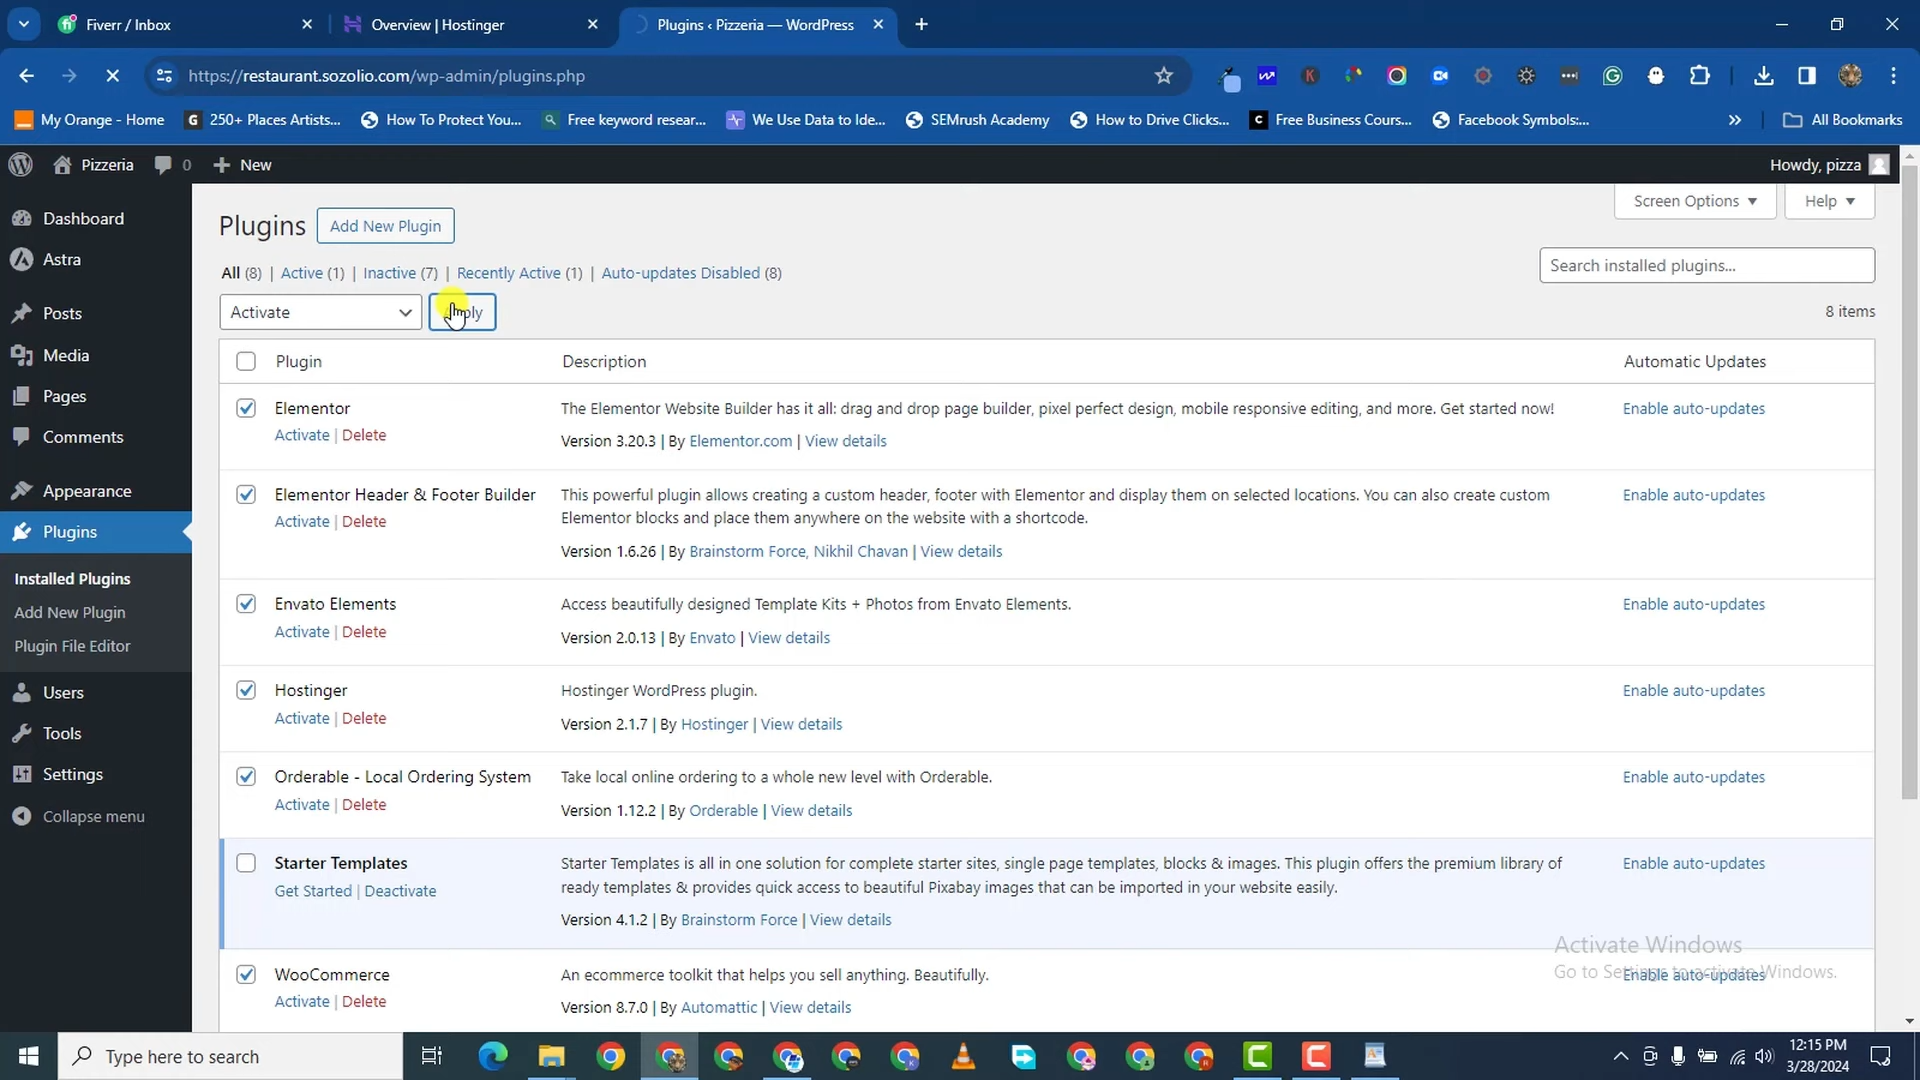 Fiverr / Inbox
Overview | Hostinger
Plugins ‹ Pizzeria — WordPress
https://restaurant.sozolio.com/wp-admin/plugins.php
My Orange - Home
250+ Places Artists...
How To Protect You...
Free keyword resear...
We Use Data to Ide...
SEMrush Academy
How to Drive Clicks...
Free Business Cours...
Facebook Symbols:...
All Bookmarks
Pizzeria
0
New
Howdy, pizza
Dashboard
Astra
Posts
Media
Pages
Comments
Appearance
Plugins
Installed Plugins
Add New Plugin
Plugin File Editor
Users
Tools
Settings
Collapse menu
Screen Options
Help
Plugins
Add New Plugin
All (8) | Active (1) | Inactive (7) | Recently Active (1) | Auto-updates Disabled (8)
Search installed plugins...
Activate
8 items
Plugin
Description
Automatic Updates
Elementor
Activate | Delete
The Elementor Website Builder has it all: drag and drop page builder, pixel perfect design, mobile responsive editing, and more. Get started now!
Version 3.20.3 | By Elementor.com | View details
Enable auto-updates
Elementor Header & Footer Builder
Activate | Delete
This powerful plugin allows creating a custom header, footer with Elementor and display them on selected locations. You can also create custom
Elementor blocks and place them anywhere on the website with a shortcode.
Version 1.6.26 | By Brainstorm Force, Nikhil Chavan | View details
Enable auto-updates
Envato Elements
Activate | Delete
Access beautifully designed Template Kits + Photos from Envato Elements.
Version 2.0.13 | By Envato | View details
Enable auto-updates
Hostinger
Activate | Delete
Hostinger WordPress plugin.
Version 2.1.7 | By Hostinger | View details
Enable auto-updates
Orderable - Local Ordering System
Activate | Delete
Take local online ordering to a whole new level with Orderable.
Version 1.12.2 | By Orderable | View details
Enable auto-updates
Starter Templates
Get Started | Deactivate
Starter Templates is all in one solution for complete starter sites, single page templates, blocks & images. This plugin offers the premium library of
ready templates & provides quick access to beautiful Pixabay images that can be imported in your website easily.
Version 4.1.2 | By Brainstorm Force | View details
Enable auto-updates
WooCommerce
Activate | Delete
An ecommerce toolkit that helps you sell anything. Beautifully.
Version 8.7.0 | By Automattic | View details
Enable auto-updates
Activate Windows
Go to Settings to activate Windows.
Type here to search
12:15 PM
3/28/2024